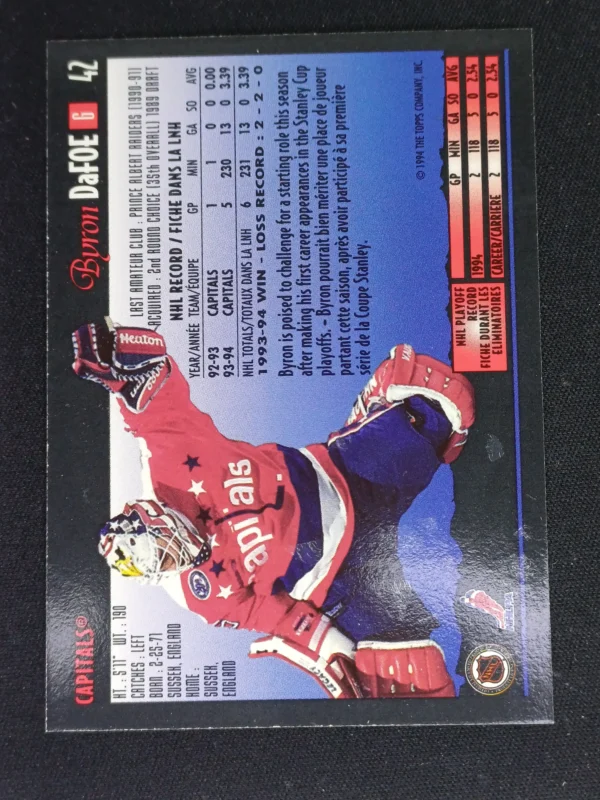 CAPITALS®
Byron DaFOE G 42
HT. : 5'11" WT. : 190
CATCHES : LEFT
BORN : 2-25-71
SUSSEX, ENGLAND
HOME :
SUSSEX,
ENGLAND
LAST AMATEUR CLUB : PRINCE ALBERT RAIDERS (1990-91)
ACQUIRED : 2ND ROUND CHOICE (35th OVERALL) 1989 DRAFT
NHL RECORD / FICHE DANS LA LNH
YEAR/ANNÉE TEAM/ÉQUIPE GP MIN GA SO AVG
92-93 CAPITALS 1 1 0 0 0.00
93-94 CAPITALS 5 230 13 0 3.39
NHL TOTALS/TOTAUX DANS LA LNH 6 231 13 0 3.39
1993-94 WIN - LOSS RECORD : 2 - 2 - 0
Byron is poised to challenge for a starting role this season
after making his first career appearances in the Stanley Cup
playoffs. - Byron pourrait bien mériter une place de joueur
partant cette saison, après avoir participé à sa première
série de la Coupe Stanley.
© 1994 THE TOPPS COMPANY, INC.
NHL PLAYOFF
RECORD
FICHE DURANT LES
ELIMINATOIRES
GP MIN GA SO AVG
1994 2 118 5 0 2.54
CAREER/CARRIERE 2 118 5 0 2.54
Heaton
apitals
LEGACY
NHLPA
NHL